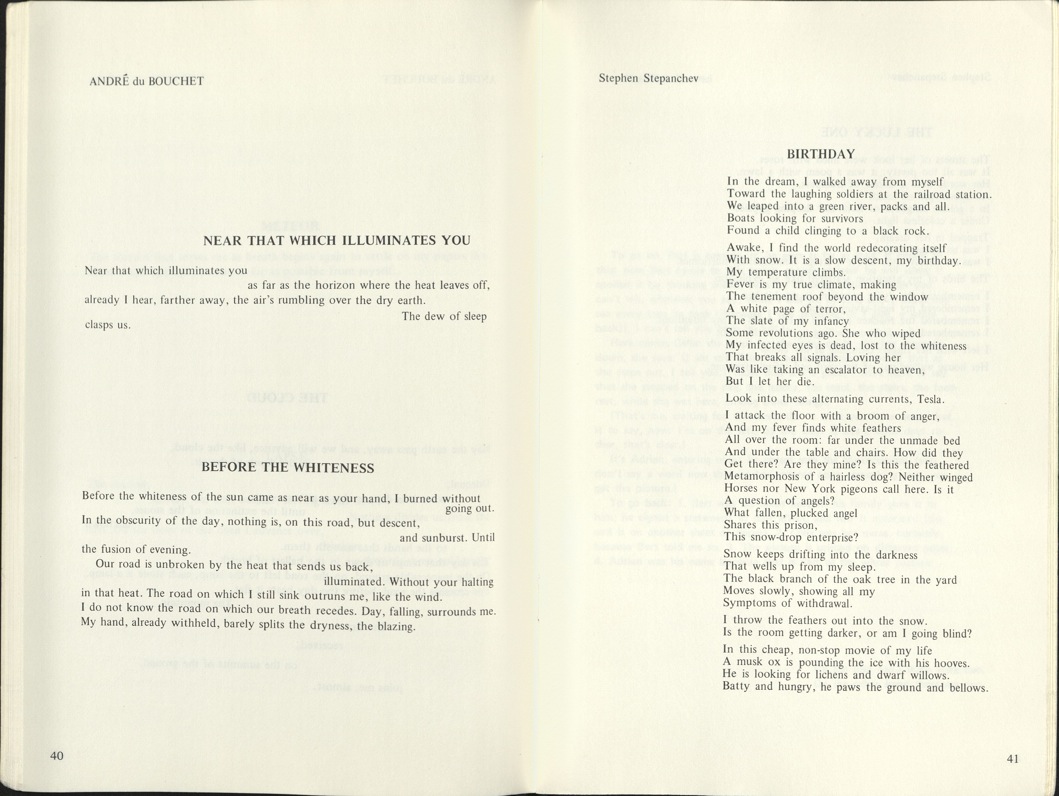 ANDRÉ du BOUCHET
NEAR THAT WHICH ILLUMINATES YOU
Near that which illuminates you
as far as the horizon where the heat leaves off,
already I hear, farther away, the air's rumbling over the dry earth.
The dew of sleep
clasps us.
BEFORE THE WHITENESS
Before the whiteness of the sun came as near as your hand, I burned without
going out.
In the obscurity of the day, nothing is, on this road, but descent,
and sunburst. Until
the fusion of evening.
Our road is unbroken by the heat that sends us back,
illuminated. Without your halting
in that heat. The road on which I still sink outruns me, like the wind.
I do not know the road on which our breath recedes. Day, falling, surrounds me.
My hand, already withheld, barely splits the dryness, the blazing.
40
Stephen Stepanchev
BIRTHDAY
In the dream, I walked away from myself
Toward the laughing soldiers at the railroad station.
We leaped into a green river, packs and all.
Boats looking for survivors
Found a child clinging to a black rock.
Awake, I find the world redecorating itself
With snow. It is a slow descent, my birthday.
My temperature climbs.
Fever is my true climate, making
The tenement roof beyond the window
A white page of terror,
The slate of my infancy
Some revolutions ago. She who wiped
My infected eyes is dead, lost to the whiteness
That breaks all signals. Loving her
Was like taking an escalator to heaven,
But I let her die.
Look into these alternating currents, Tesla.
I attack the floor with a broom of anger,
And my fever finds white feathers
All over the room: far under the unmade bed
And under the table and chairs. How did they
Get there? Are they mine? Is this the feathered
Metamorphosis of a hairless dog? Neither winged
Horses nor New York pigeons call here. Is it
A question of angels?
What fallen, plucked angel
Shares this prison,
This snow-drop enterprise?
Snow keeps drifting into the darkness
That wells up from my sleep.
The black branch of the oak tree in the yard
Moves slowly, showing all my
Symptoms of withdrawal.
I throw the feathers out into the snow.
Is the room getting darker, or am I going blind?
In this cheap, non-stop movie of my life
A musk ox is pounding the ice with his hooves.
He is looking for lichens and dwarf willows.
Batty and hungry, he paws the ground and bellows.
41